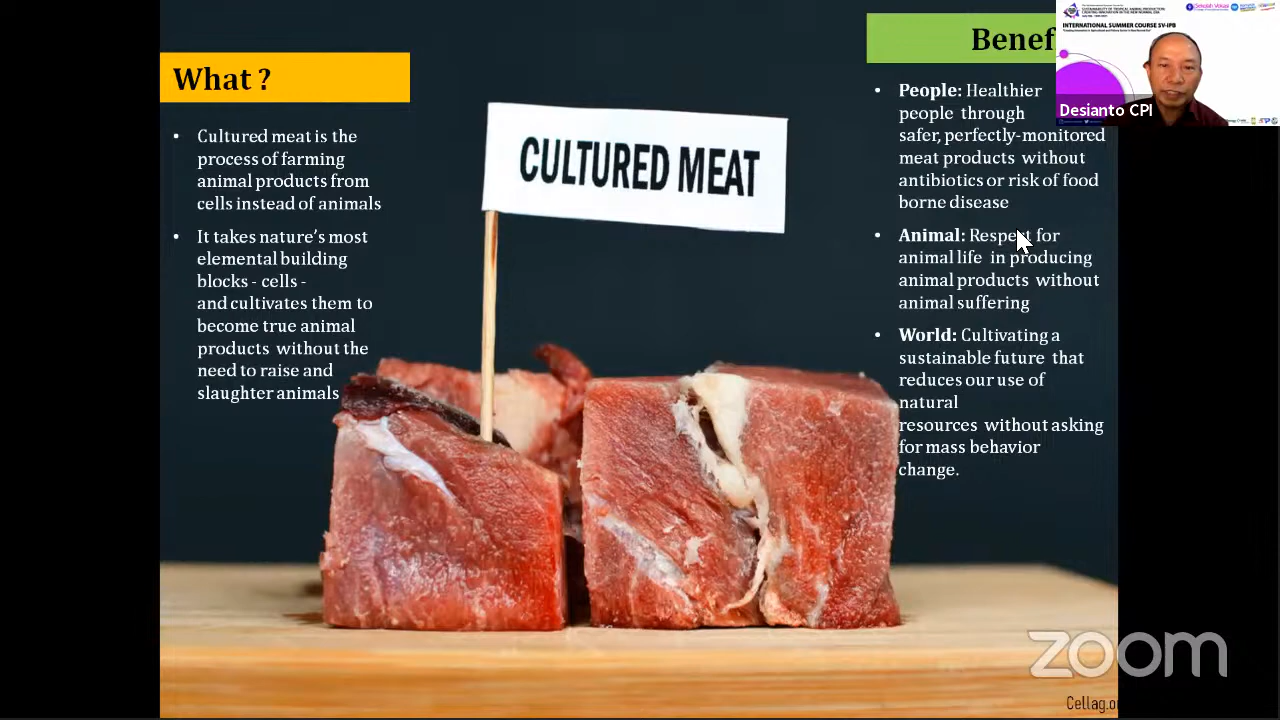 What ?
• Cultured meat is the
process of farming
animal products from
cells instead of animals
• It takes nature’s most
elemental building
blocks - cells -
and cultivates them to
become true animal
products without the
need to raise and
slaughter animals
CULTURED MEAT
• People: Healthier
people through
safer, perfectly-monitored
meat products without
antibiotics or risk of food
borne disease
• Animal: Respect for
animal life in producing
animal products without
animal suffering
• World: Cultivating a
sustainable future that
reduces our use of
natural
resources without asking
for mass behavior
change.
INTERNATIONAL SUMMER COURSE SV-IPB
Desianto CPI
zoom